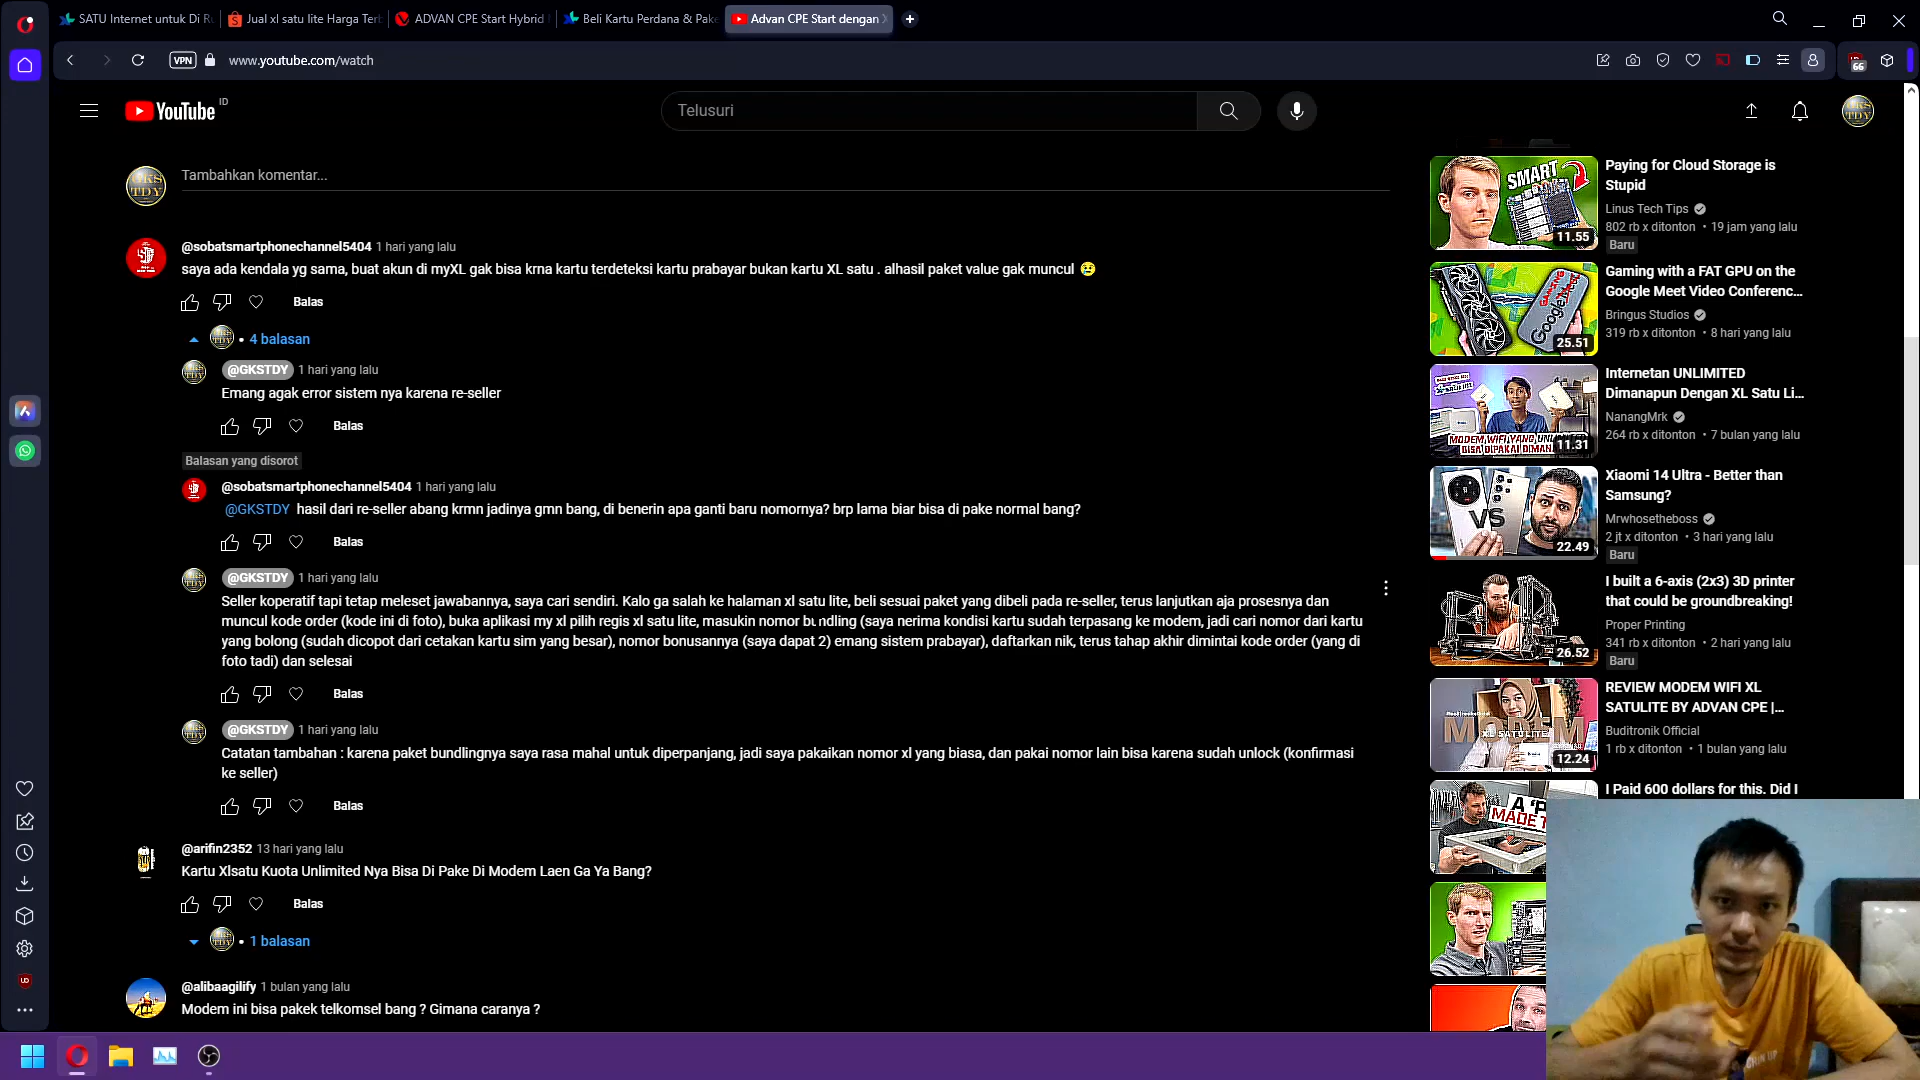 SATU Internet untuk Di R
Jual xl satu lite Harga Ter
ADVAN CPE Start Hybrid
Beli Kartu Perdana & Pak
Advan CPE Start dengan
VPN
www.youtube.com/watch
66
YouTube
ID
Telusuri
Tambahkan komentar...
@sobatsmartphonechannel5404 1 hari yang lalu
saya ada kendala yg sama, buat akun di myXL gak bisa krna kartu terdeteksi kartu prabayar bukan kartu XL satu . alhasil paket value gak muncul 😢
Balas
• 4 balasan
@GKSTDY 1 hari yang lalu
Emang agak error sistem nya karena re-seller
Balas
Balasan yang disorot
@sobatsmartphonechannel5404 1 hari yang lalu
@GKSTDY hasil dari re-seller abang krmn jadinya gmn bang, di benerin apa ganti baru nomornya? brp lama biar bisa di pake normal bang?
Balas
@GKSTDY 1 hari yang lalu
Seller koperatif tapi tetap meleset jawabannya, saya cari sendiri. Kalo ga salah ke halaman xl satu lite, beli sesuai paket yang dibeli pada re-seller, terus lanjutkan aja prosesnya dan
muncul kode order (kode ini di foto), buka aplikasi my xl pilih regis xl satu lite, masukin nomor bundling (saya nerima kondisi kartu sudah terpasang ke modem, jadi cari nomor dari kartu
yang bolong (sudah dicopot dari cetakan kartu sim yang besar), nomor bonusannya (saya dapat 2) emang sistem prabayar), daftarkan nik, terus tahap akhir dimintai kode order (yang di
foto tadi) dan selesai
Balas
@GKSTDY 1 hari yang lalu
Catatan tambahan : karena paket bundlingnya saya rasa mahal untuk diperpanjang, jadi saya pakaikan nomor xl yang biasa, dan pakai nomor lain bisa karena sudah unlock (konfirmasi
ke seller)
Balas
@arifin2352 13 hari yang lalu
Kartu Xlsatu Kuota Unlimited Nya Bisa Di Pake Di Modem Laen Ga Ya Bang?
Balas
• 1 balasan
@alibaagilify 1 bulan yang lalu
Modem ini bisa pakek telkomsel bang ? Gimana caranya ?
SMART
11.55
Paying for Cloud Storage is
Stupid
Linus Tech Tips
802 rb x ditonton • 19 jam yang lalu
Baru
25.51
Gaming with a FAT GPU on the
Google Meet Video Conferenc...
Bringus Studios
319 rb x ditonton • 8 hari yang lalu
MODEM WIFI YANG UNLIMITED
BISA DIPAKAI DIMANA
11.31
Internetan UNLIMITED
Dimanapun Dengan XL Satu Li...
NanangMrk
264 rb x ditonton • 7 bulan yang lalu
VS
22.49
Xiaomi 14 Ultra - Better than
Samsung?
Mrwhosetheboss
2 jt x ditonton • 3 hari yang lalu
Baru
26.52
I built a 6-axis (2x3) 3D printer
that could be groundbreaking!
Proper Printing
341 rb x ditonton • 2 hari yang lalu
Baru
MODEM
XL SATU LITE
12.24
REVIEW MODEM WIFI XL
SATULITE BY ADVAN CPE |...
Buditronik Official
1 rb x ditonton • 1 bulan yang lalu
I Paid 600 dollars for this. Did I